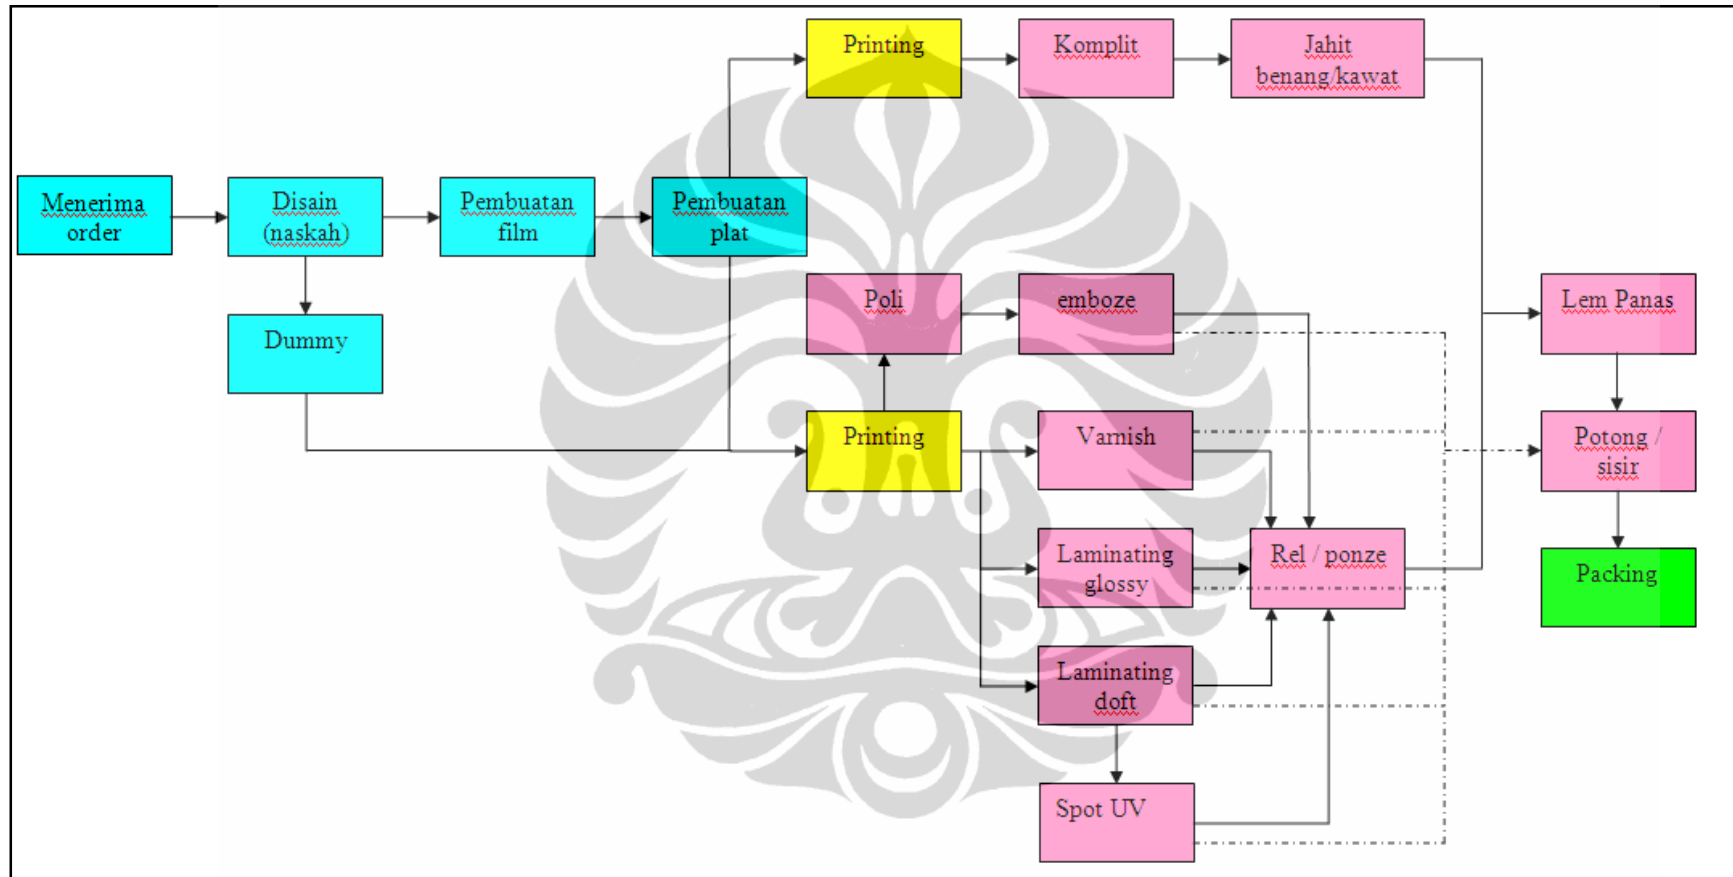 Printing
Komplit
Jahit
benang/kawat
Menerima
order
Disain
(naskah)
Pembuatan
film
Pembuatan
plat
Dummy
Poli
emboze
Lem Panas
Printing
Varnish
Potong /
sisir
Laminating
glossy
Rel / ponze
Packing
Laminating
doft
Spot UV